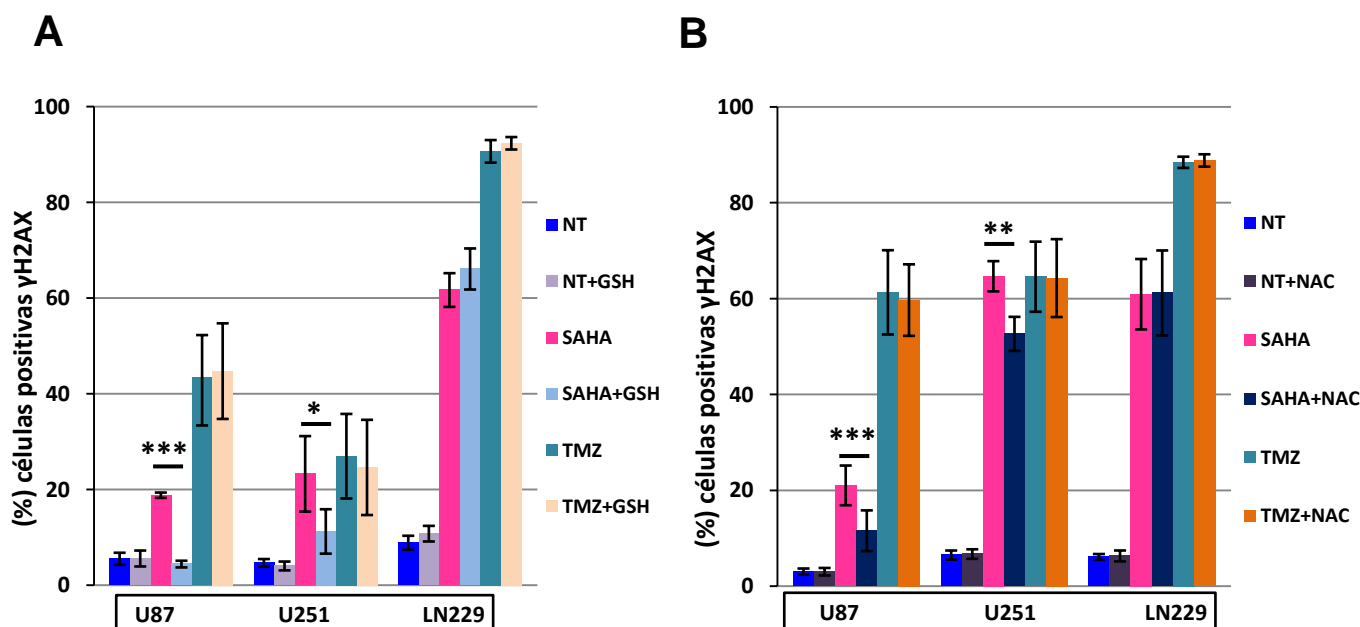 A
(%) células positivas γH2AX
100
80
60
40
20
0
***
*
U87
U251
LN229
NT
NT+GSH
SAHA
SAHA+GSH
TMZ
TMZ+GSH
B
(%) células positivas γH2AX
100
80
60
40
20
0
***
**
U87
U251
LN229
NT
NT+NAC
SAHA
SAHA+NAC
TMZ
TMZ+NAC